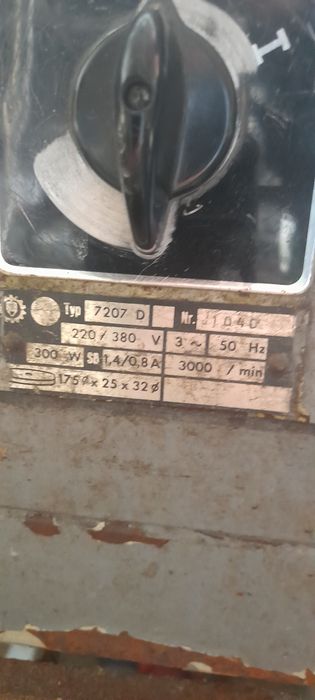 I
Typ 7207 D Nr. 1040
220/380 V 3~ 50 Hz
300 W S3 1,4/0,8 A 3000 /min
175⌀ x 25 x 32⌀